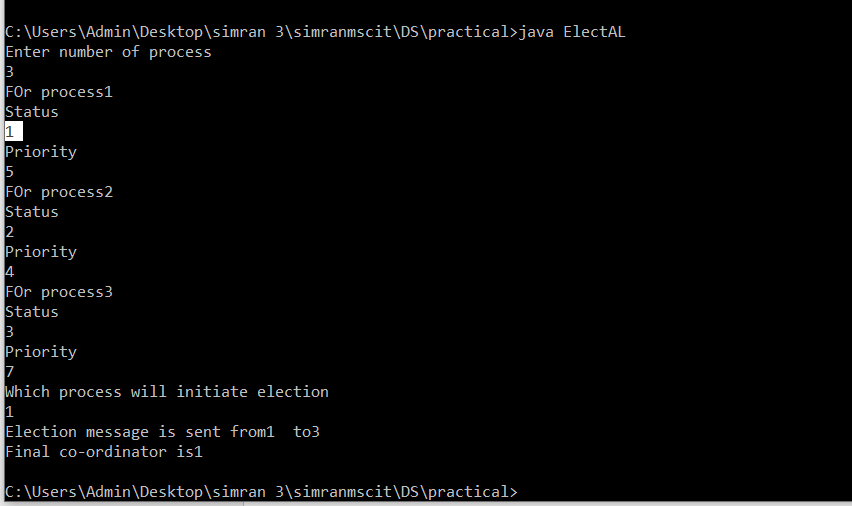 C:\Users\Admin\Desktop\simran 3\simranmscit\DS\practical>java ElectAL
Enter number of process
3
FOr process1
Status
1
Priority
5
FOr process2
Status
2
Priority
4
FOr process3
Status
3
Priority
7
Which process will initiate election
1
Election message is sent from1  to3
Final co-ordinator is1
C:\Users\Admin\Desktop\simran 3\simranmscit\DS\practical>